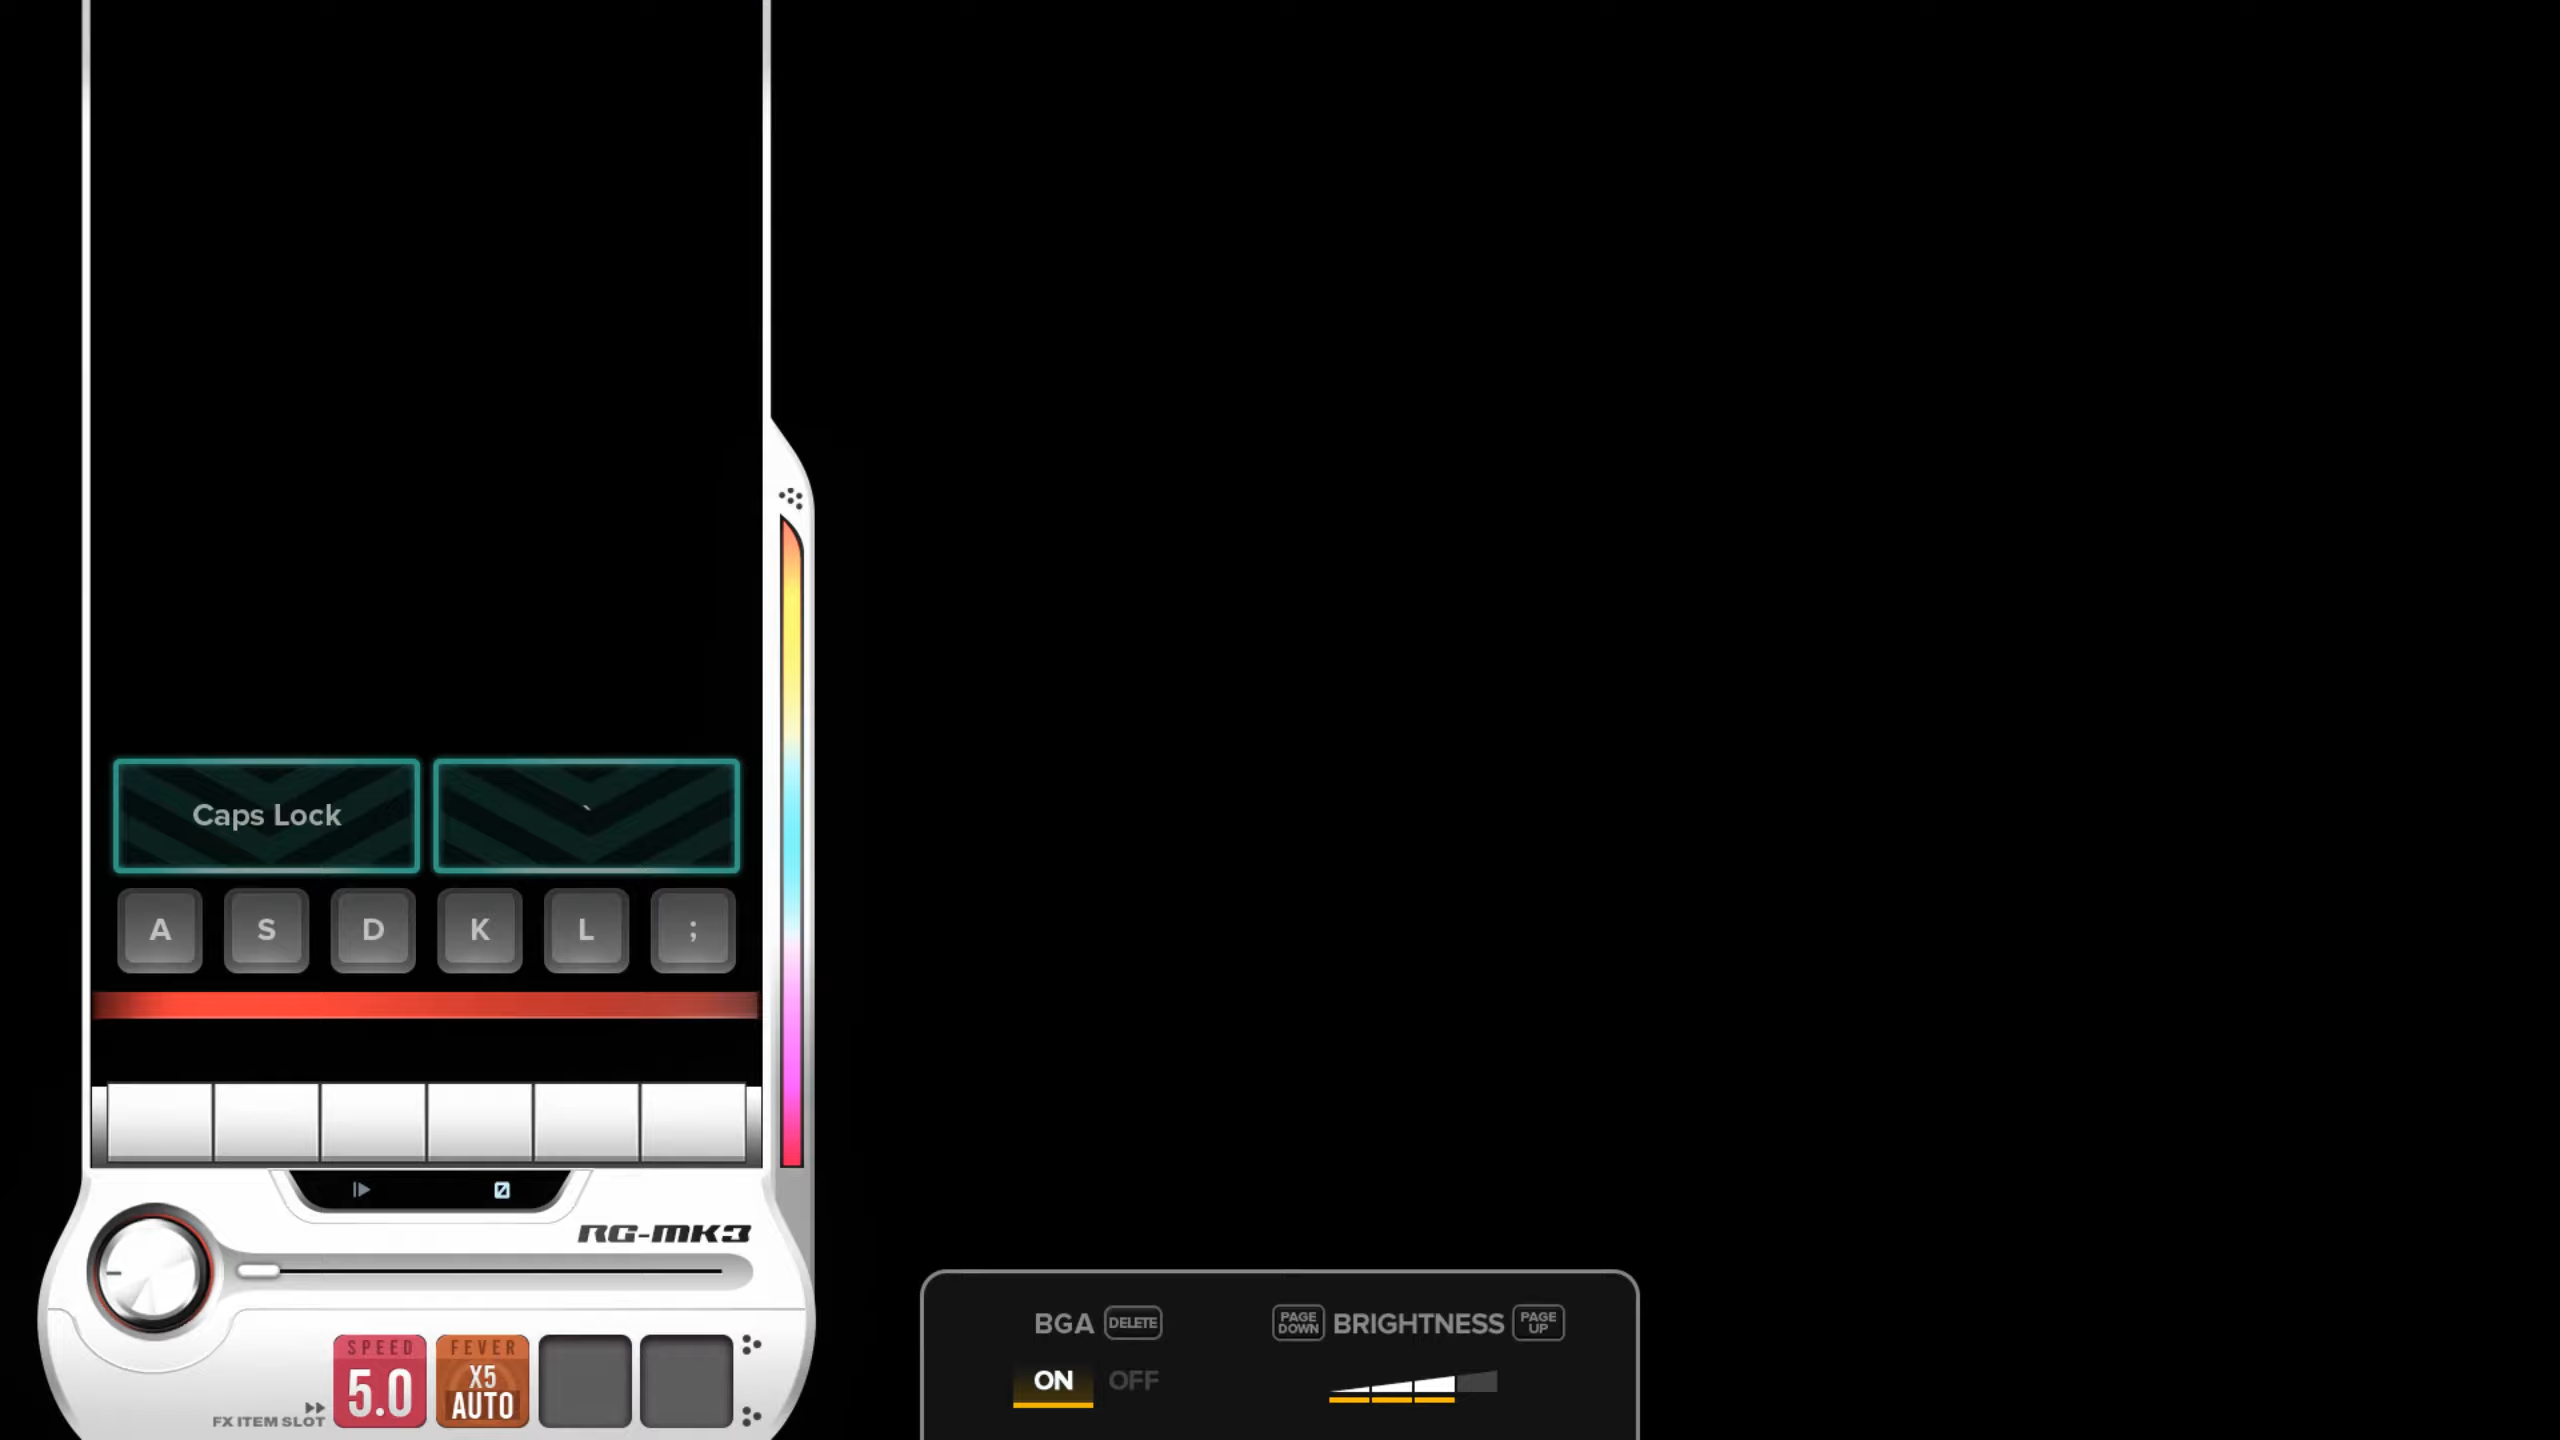 Caps Lock `
A S D K L ;
0
RG-MK3
SPEED
5.0
FEVER
X5
AUTO
FX ITEM SLOT
BGA DELETE
ON OFF
PAGE DOWN BRIGHTNESS PAGE UP